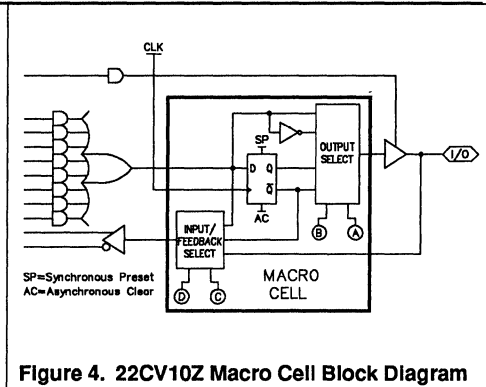 CLK
SP
D Q
Q
AC
OUTPUT
SELECT
I/O
B A
INPUT/
FEEDBACK
SELECT
D C
MACRO
CELL
SP=Synchronous Preset
AC=Asynchronous Clear
Figure 4. 22CV10Z Macro Cell Block Diagram